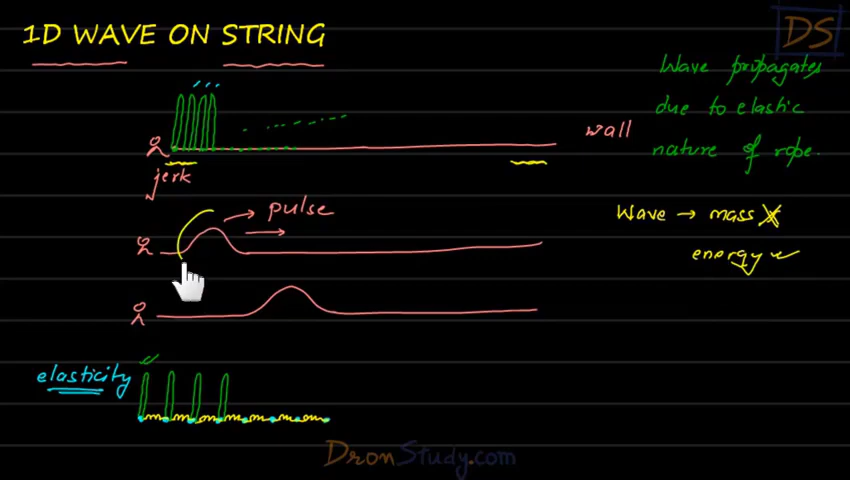 1D WAVE ON STRING
DS
Wave propagates
due to elastic
nature of rope.
wall
jerk
pulse
Wave → mass ✗
energy ✓
elasticity
DronStudy.com